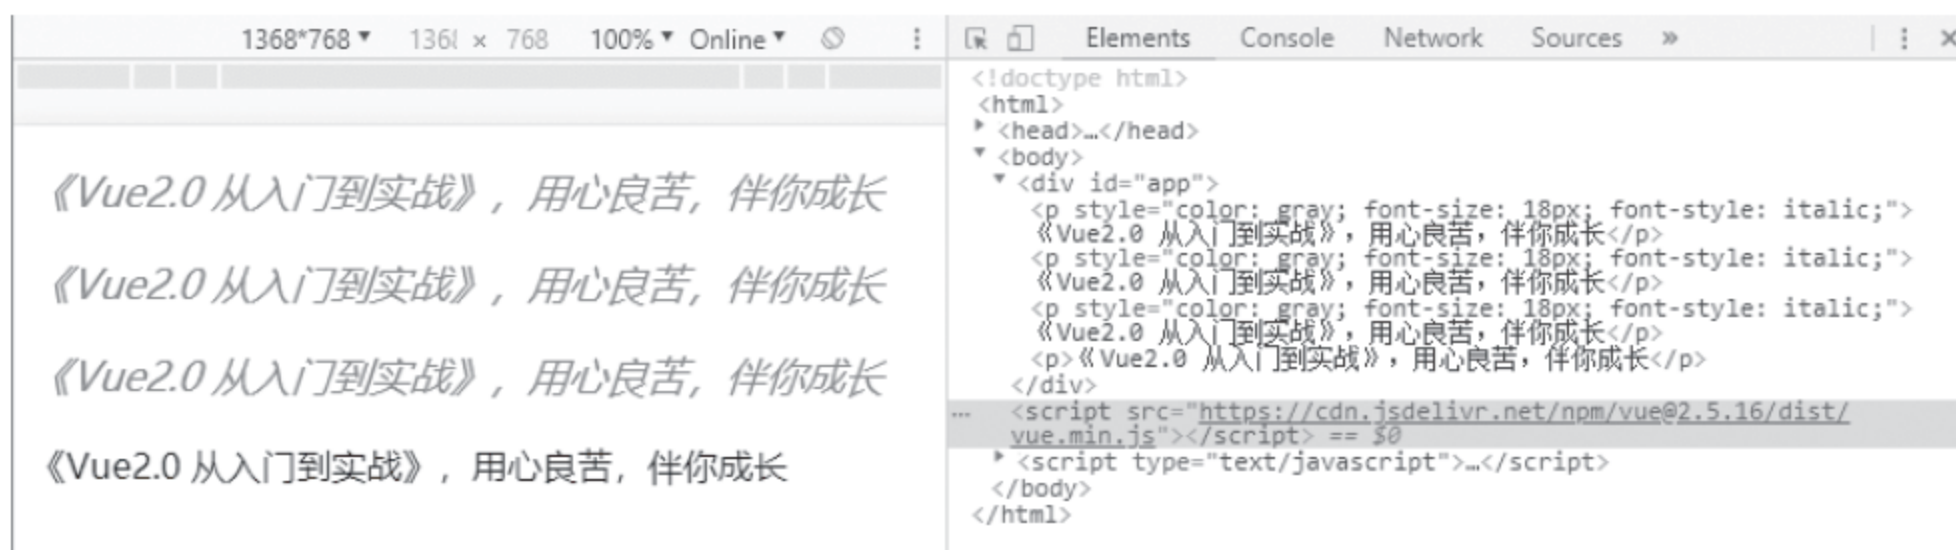 1368*768 ▼ 1368 × 768 100% ▼ Online ▼
《Vue2.0 从入门到实战》，用心良苦，伴你成长
《Vue2.0 从入门到实战》，用心良苦，伴你成长
《Vue2.0 从入门到实战》，用心良苦，伴你成长
《Vue2.0 从入门到实战》，用心良苦，伴你成长
Elements Console Network Sources »
<!doctype html>
<html>
<head>…</head>
<body>
<div id="app">
<p style="color: gray; font-size: 18px; font-style: italic;">
《Vue2.0 从入门到实战》，用心良苦，伴你成长</p>
<p style="color: gray; font-size: 18px; font-style: italic;">
《Vue2.0 从入门到实战》，用心良苦，伴你成长</p>
<p style="color: gray; font-size: 18px; font-style: italic;">
《Vue2.0 从入门到实战》，用心良苦，伴你成长</p>
<p>《Vue2.0 从入门到实战》，用心良苦，伴你成长</p>
</div>
<script src="https://cdn.jsdelivr.net/npm/vue@2.5.16/dist/
vue.min.js"></script> == $0
<script type="text/javascript">…</script>
</body>
</html>